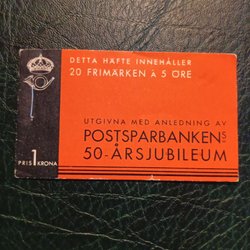 DETTA HÄFTE INNEHÅLLER
20 FRIMÄRKEN À 5 ÖRE
UTGIVNA MED ANLEDNING AV
POSTSPARBANKENS
50-ÅRSJUBILEUM
PRIS 1 KRONA